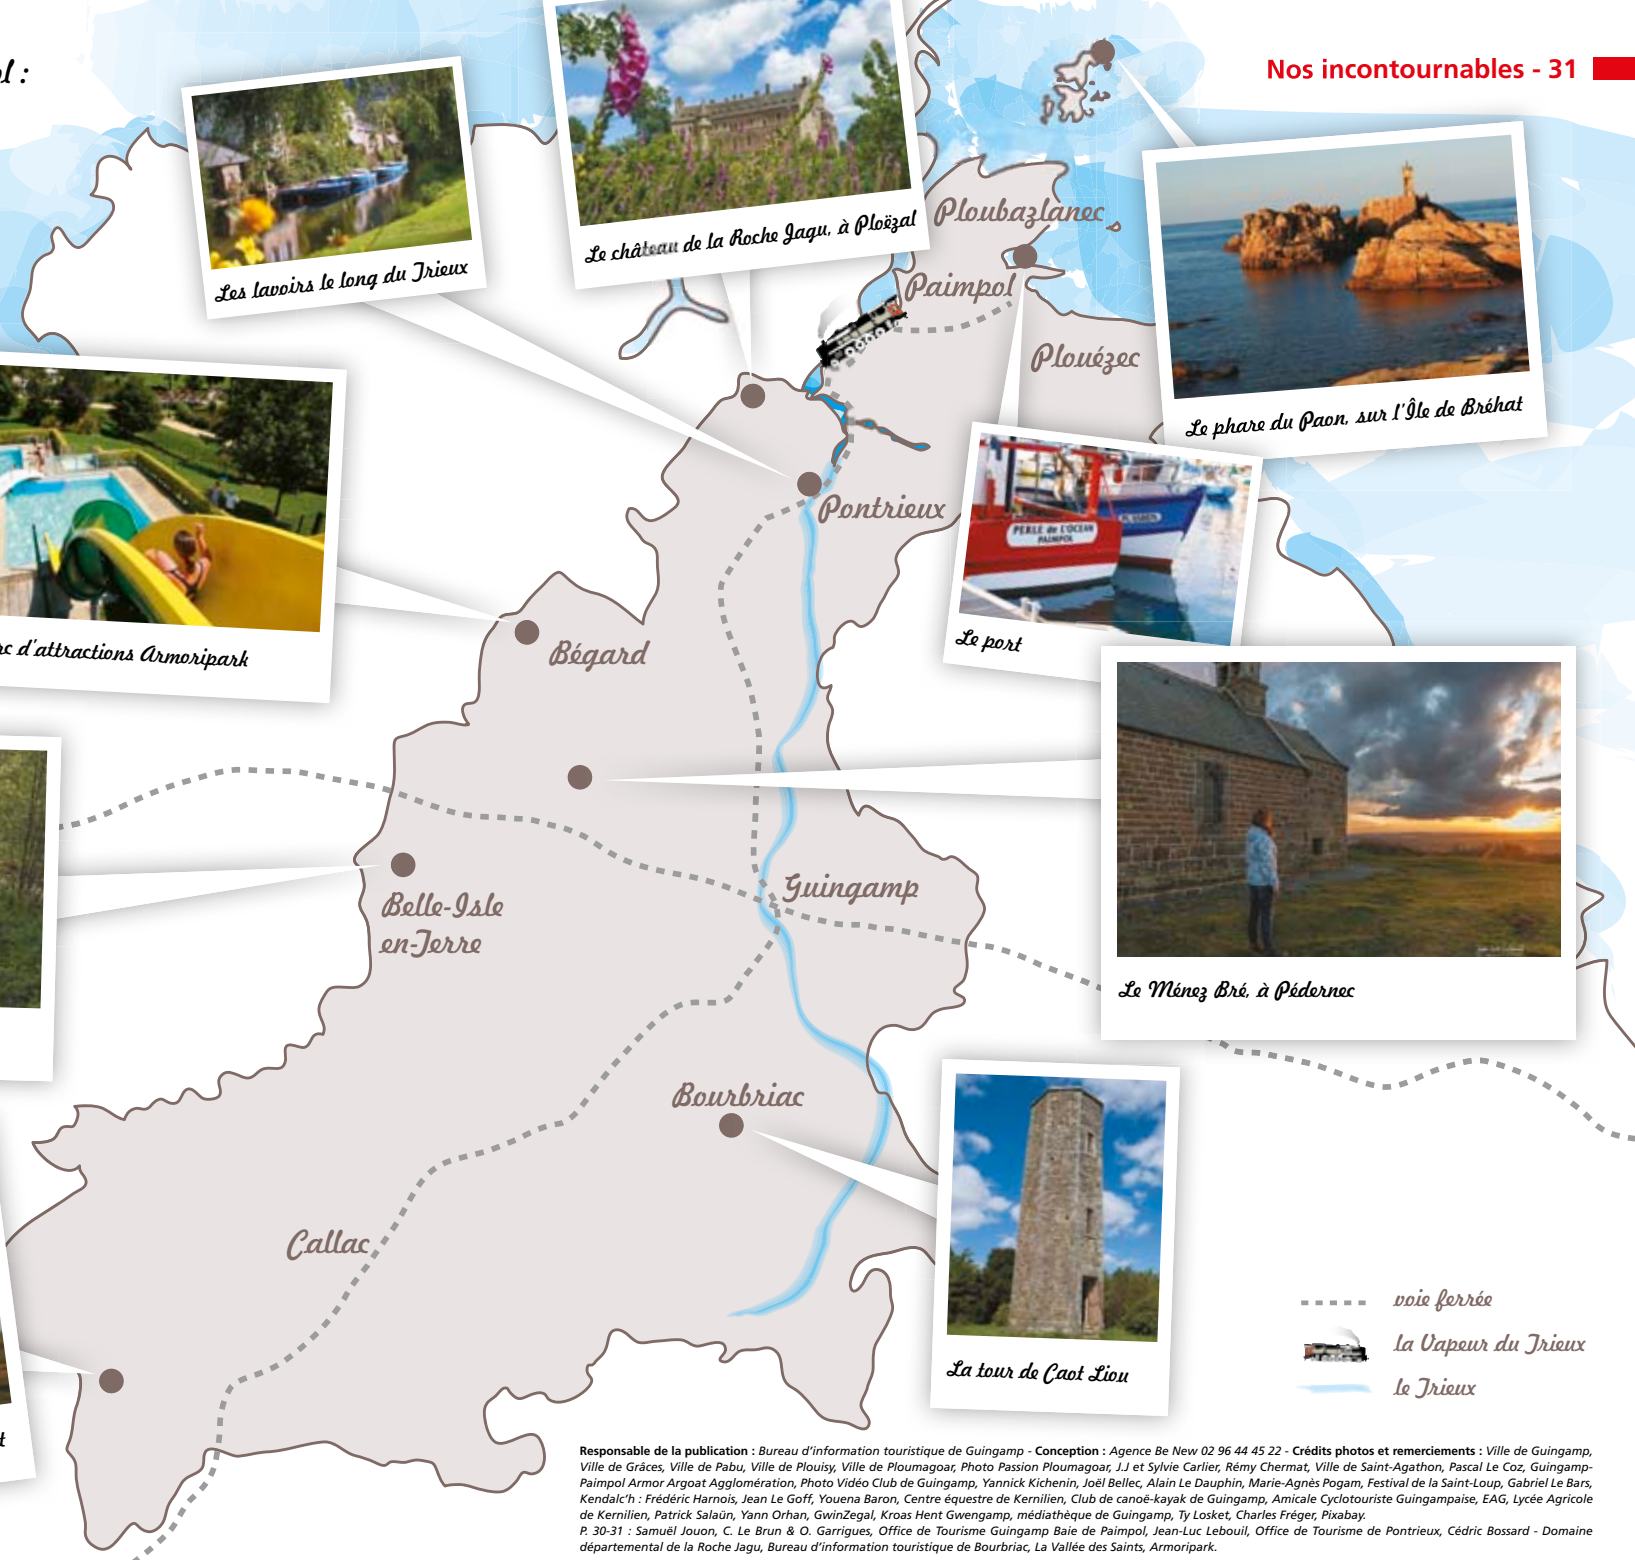 l :
Nos incontournables - 31
Les lavoirs le long du Trieux
Le château de la Roche Jagu, à Ploëzal
Ploubazlanec
Paimpol
Plouézec
Le phare du Paon, sur l'Île de Bréhat
Pontrieux
PERLE de L'OCEAN
PAIMPOL
Le port
c d'attractions Armoripark
Bégard
Guingamp
Belle-Isle
en-Terre
Le Ménez Bré, à Pédernec
Bourbriac
Callac
La tour de Caot Liou
voie ferrée
la Vapeur du Trieux
le Trieux
t
Responsable de la publication : Bureau d'information touristique de Guingamp - Conception : Agence Be New 02 96 44 45 22 - Crédits photos et remerciements : Ville de Guingamp,
Ville de Grâces, Ville de Pabu, Ville de Plouisy, Ville de Ploumagoar, Photo Passion Ploumagoar, J.J et Sylvie Carlier, Rémy Chermat, Ville de Saint-Agathon, Pascal Le Coz, Guingamp-
Paimpol Armor Argoat Agglomération, Photo Vidéo Club de Guingamp, Yannick Kichenin, Joël Bellec, Alain Le Dauphin, Marie-Agnès Pogam, Festival de la Saint-Loup, Gabriel Le Bars,
Kendalc'h : Frédéric Harnois, Jean Le Goff, Youena Baron, Centre équestre de Kernilien, Club de canoë-kayak de Guingamp, Amicale Cyclotouriste Guingampaise, EAG, Lycée Agricole
de Kernilien, Patrick Salaün, Yann Orhan, GwinZegal, Kroas Hent Gwengamp, médiathèque de Guingamp, Ty Losket, Charles Fréger, Pixabay.
P. 30-31 : Samuël Jouon, C. Le Brun & O. Garrigues, Office de Tourisme Guingamp Baie de Paimpol, Jean-Luc Lebouil, Office de Tourisme de Pontrieux, Cédric Bossard - Domaine
départemental de la Roche Jagu, Bureau d'information touristique de Bourbriac, La Vallée des Saints, Armoripark.